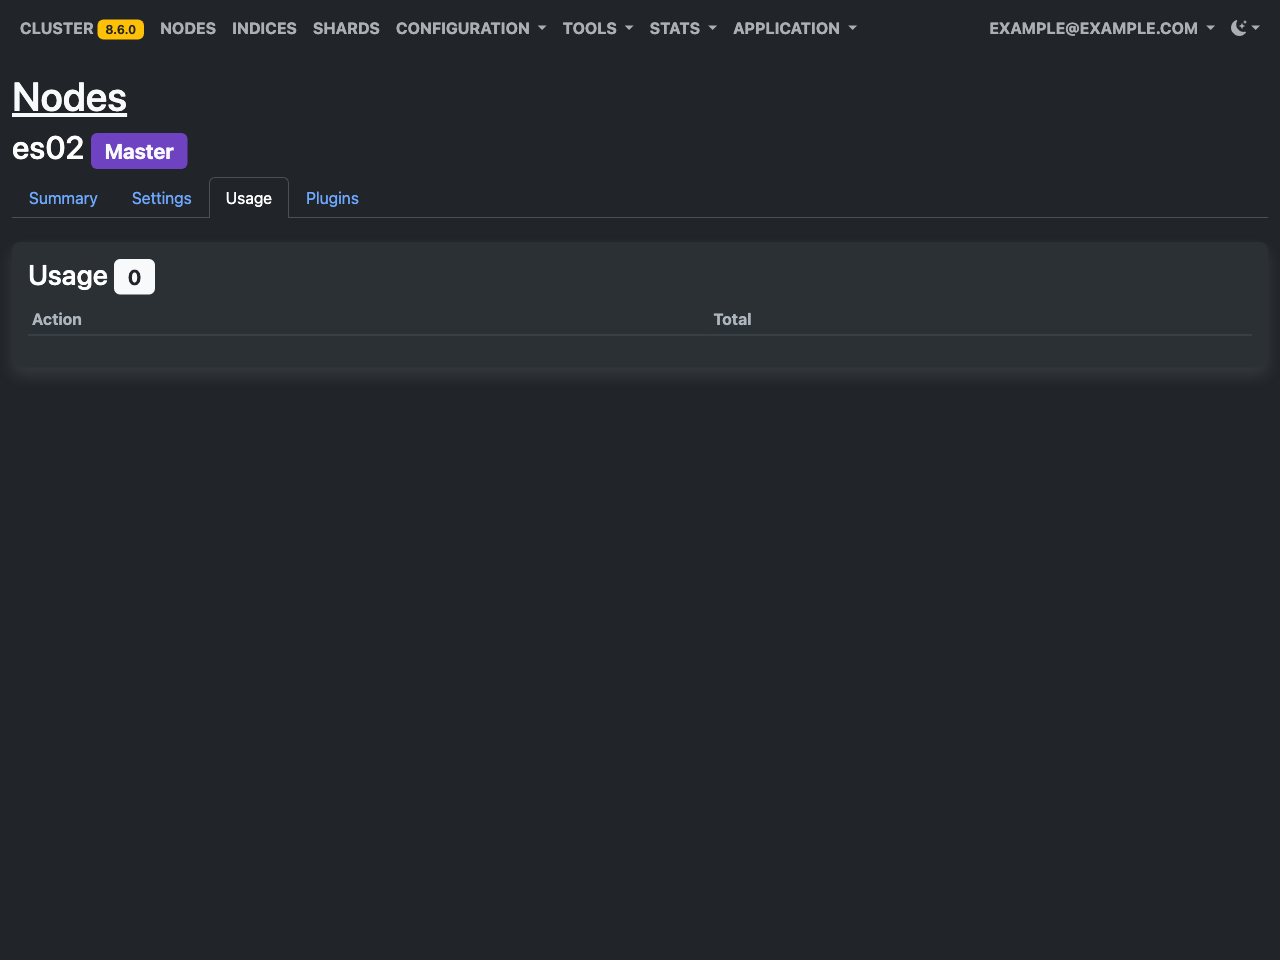 CLUSTER 8.6.0 NODES INDICES SHARDS CONFIGURATION TOOLS STATS APPLICATION EXAMPLE@EXAMPLE.COM
Nodes
es02 Master
Summary Settings Usage Plugins
Usage 0
Action Total